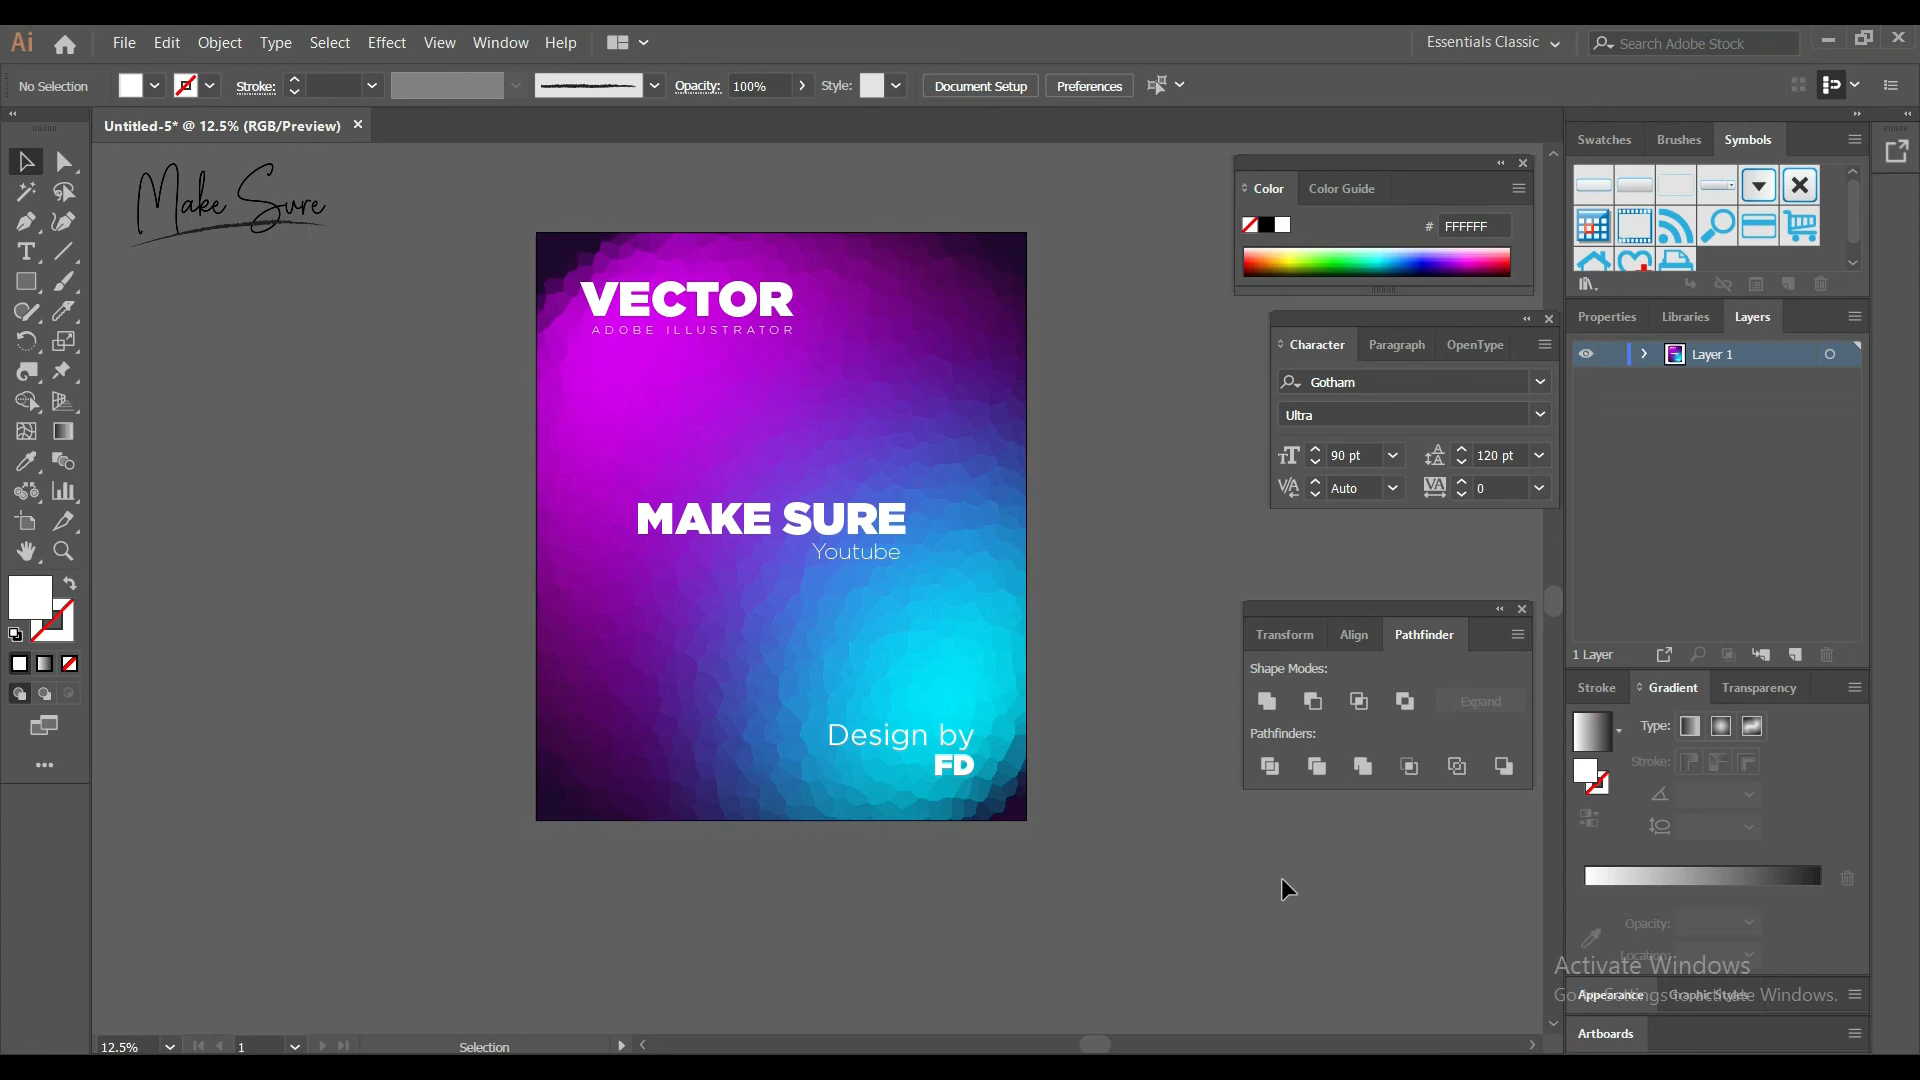 Ai
File Edit Object Type Select Effect View Window Help
Essentials Classic
Search Adobe Stock
No Selection
Stroke:
Opacity: 100%
Style:
Document Setup
Preferences
Untitled-5* @ 12.5% (RGB/Preview)
Make Sure
VECTOR
ADOBE ILLUSTRATOR
MAKE SURE
Youtube
Design by
FD
Color Color Guide
# FFFFFF
Character Paragraph OpenType
Gotham
Ultra
90 pt 120 pt
Auto 0
Transform Align Pathfinder
Shape Modes:
Expand
Pathfinders:
Swatches Brushes Symbols
Properties Libraries Layers
Layer 1
1 Layer
Stroke Gradient Transparency
Type:
Stroke:
Opacity:
Location:
Activate Windows
Go to Settings to activate Windows.
Appearance Graphic Styles
Artboards
12.5% 1 Selection